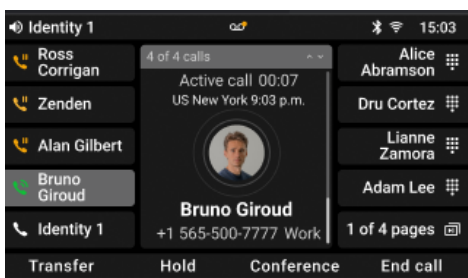 Identity 1
15:03
Ross
Corrigan
Zenden
Alan Gilbert
Bruno
Giroud
Identity 1
4 of 4 calls
Active call 00:07
US New York 9:03 p.m.
Bruno Giroud
+1 565-500-7777 Work
Alice
Abramson
Dru Cortez
Lianne
Zamora
Adam Lee
1 of 4 pages
Transfer
Hold
Conference
End call